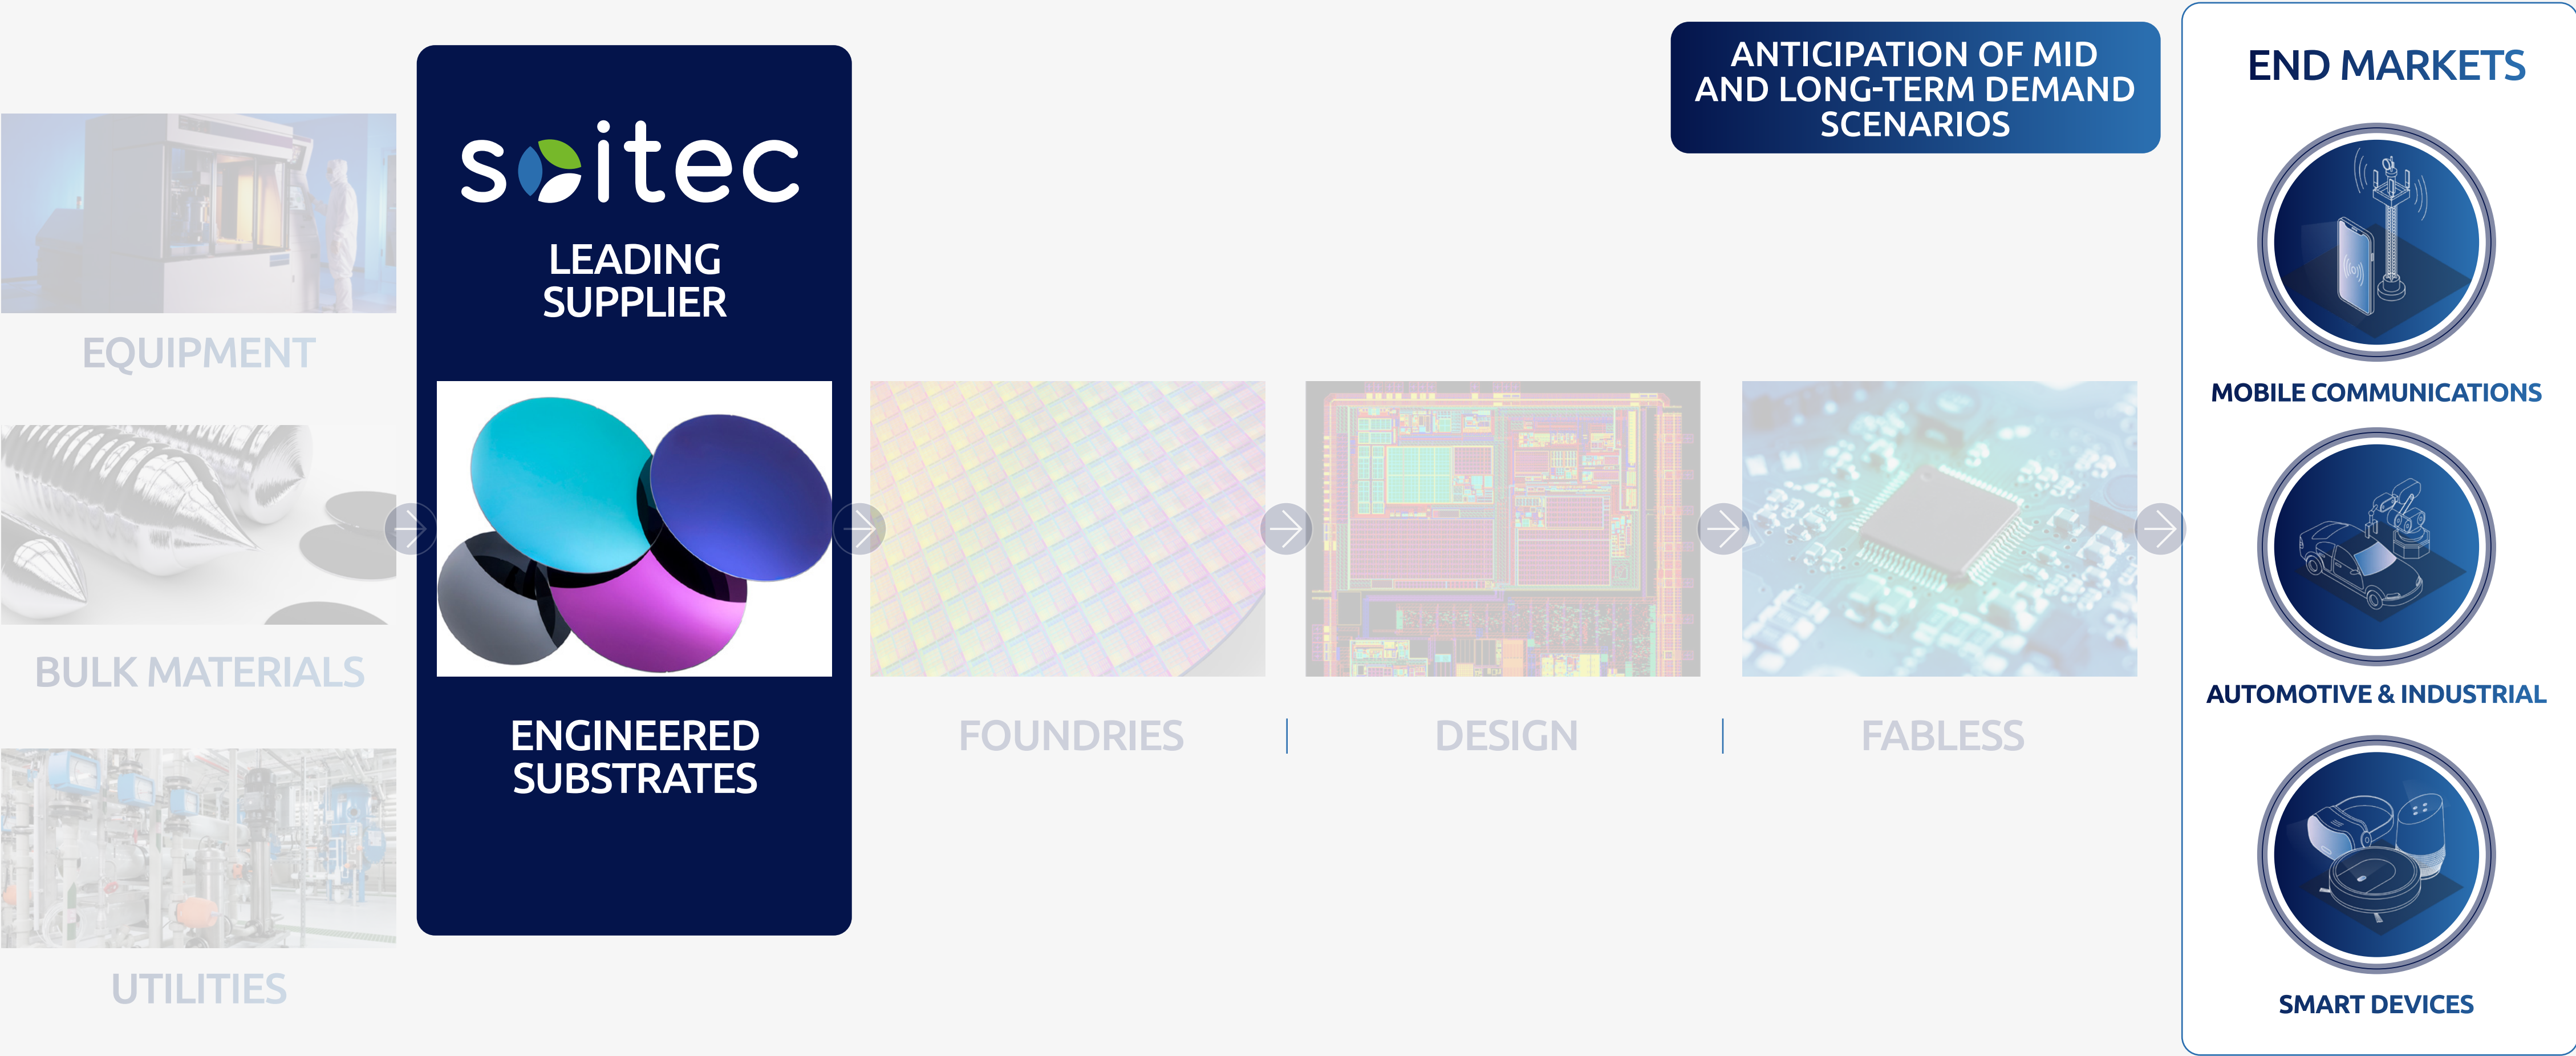 EQUIPMENT
BULK MATERIALS
UTILITIES
soitec
LEADING
SUPPLIER
ENGINEERED
SUBSTRATES
FOUNDRIES
DESIGN
FABLESS
ANTICIPATION OF MID
AND LONG-TERM DEMAND
SCENARIOS
END MARKETS
MOBILE COMMUNICATIONS
AUTOMOTIVE & INDUSTRIAL
SMART DEVICES